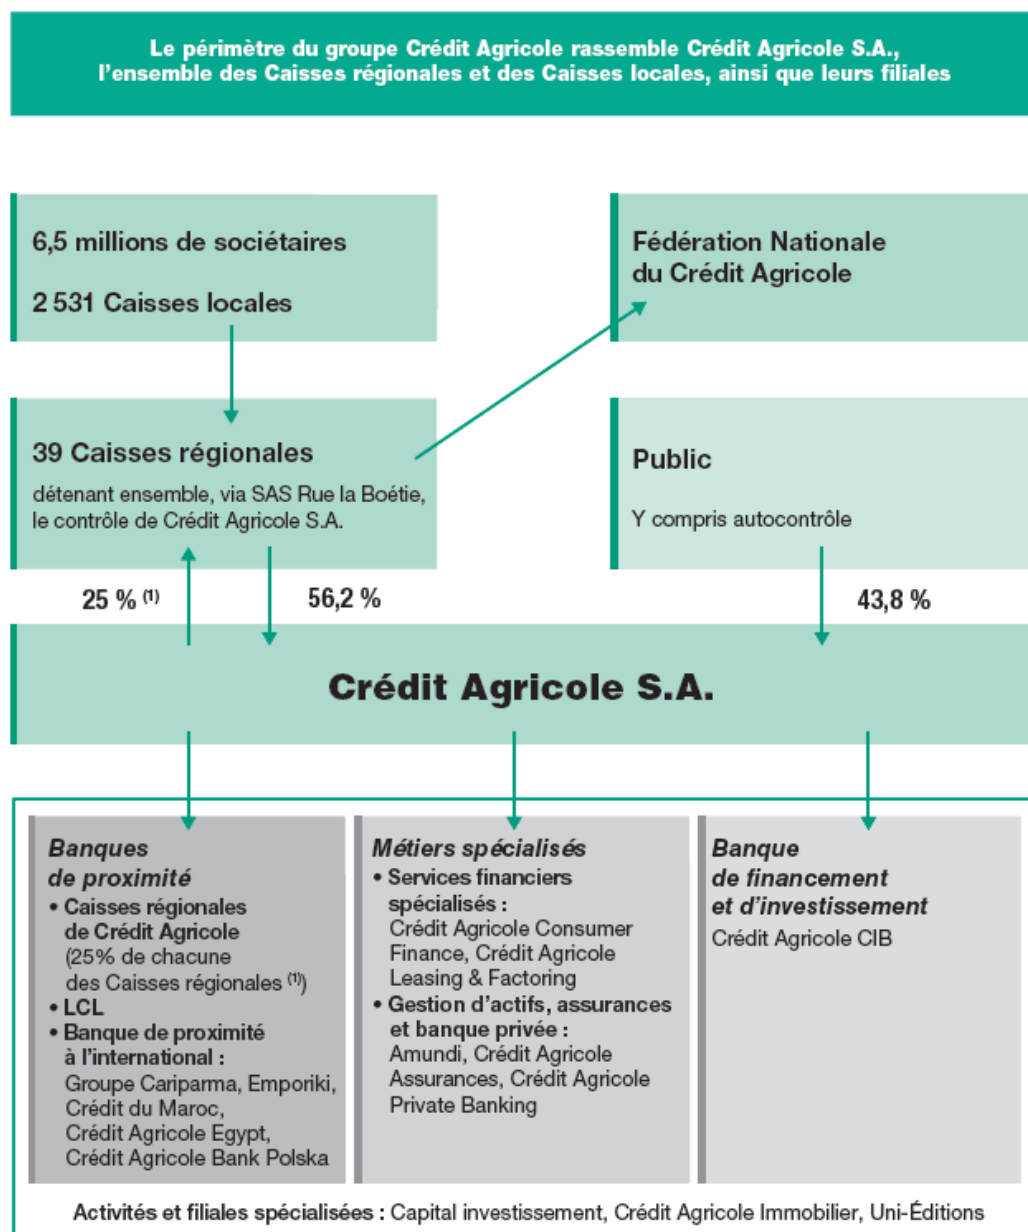 Le périmètre du groupe Crédit Agricole rassemble Crédit Agricole S.A.,
l'ensemble des Caisses régionales et des Caisses locales, ainsi que leurs filiales
6,5 millions de sociétaires
2 531 Caisses locales
Fédération Nationale
du Crédit Agricole
39 Caisses régionales
détenant ensemble, via SAS Rue la Boétie,
le contrôle de Crédit Agricole S.A.
Public
Y compris autocontrôle
25 % (1)
56,2 %
43,8 %
Crédit Agricole S.A.
Banques
de proximité
• Caisses régionales
de Crédit Agricole
(25% de chacune
des Caisses régionales (1))
• LCL
• Banque de proximité
à l'international :
Groupe Cariparma, Emporiki,
Crédit du Maroc,
Crédit Agricole Egypt,
Crédit Agricole Bank Polska
Métiers spécialisés
• Services financiers
spécialisés :
Crédit Agricole Consumer
Finance, Crédit Agricole
Leasing & Factoring
• Gestion d'actifs, assurances
et banque privée :
Amundi, Crédit Agricole
Assurances, Crédit Agricole
Private Banking
Banque
de financement
et d'investissement
Crédit Agricole CIB
Activités et filiales spécialisées : Capital investissement, Crédit Agricole Immobilier, Uni-Éditions